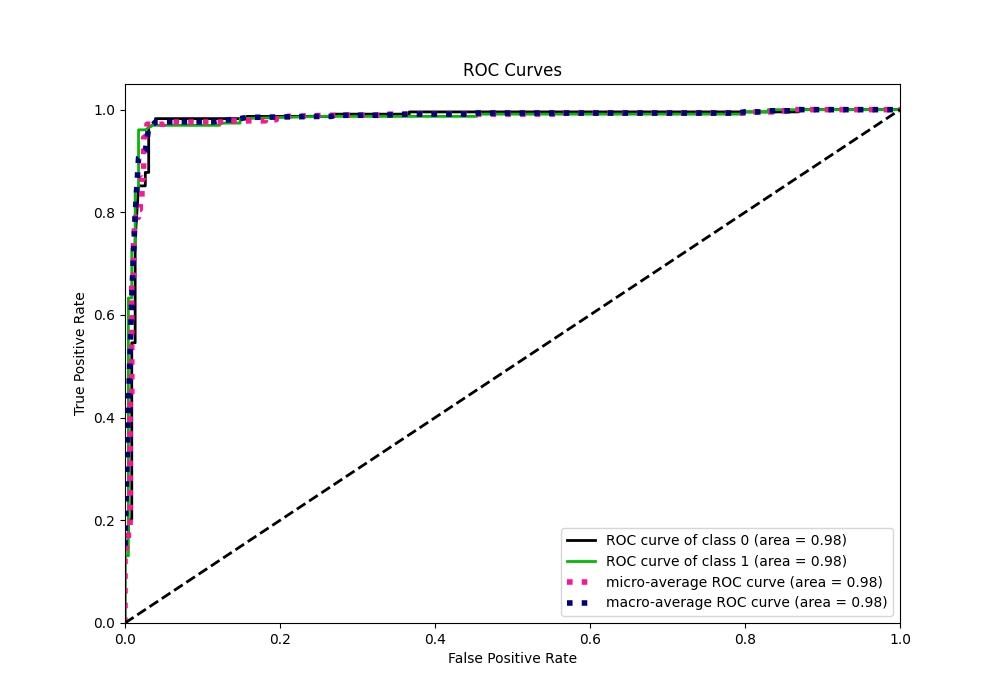 ROC Curves
True Positive Rate
1.0
0.8
0.6
0.4
0.2
0.0
ROC curve of class 0 (area = 0.98)
ROC curve of class 1 (area = 0.98)
micro-average ROC curve (area = 0.98)
macro-average ROC curve (area = 0.98)
0.0 0.2 0.4 0.6 0.8 1.0
False Positive Rate